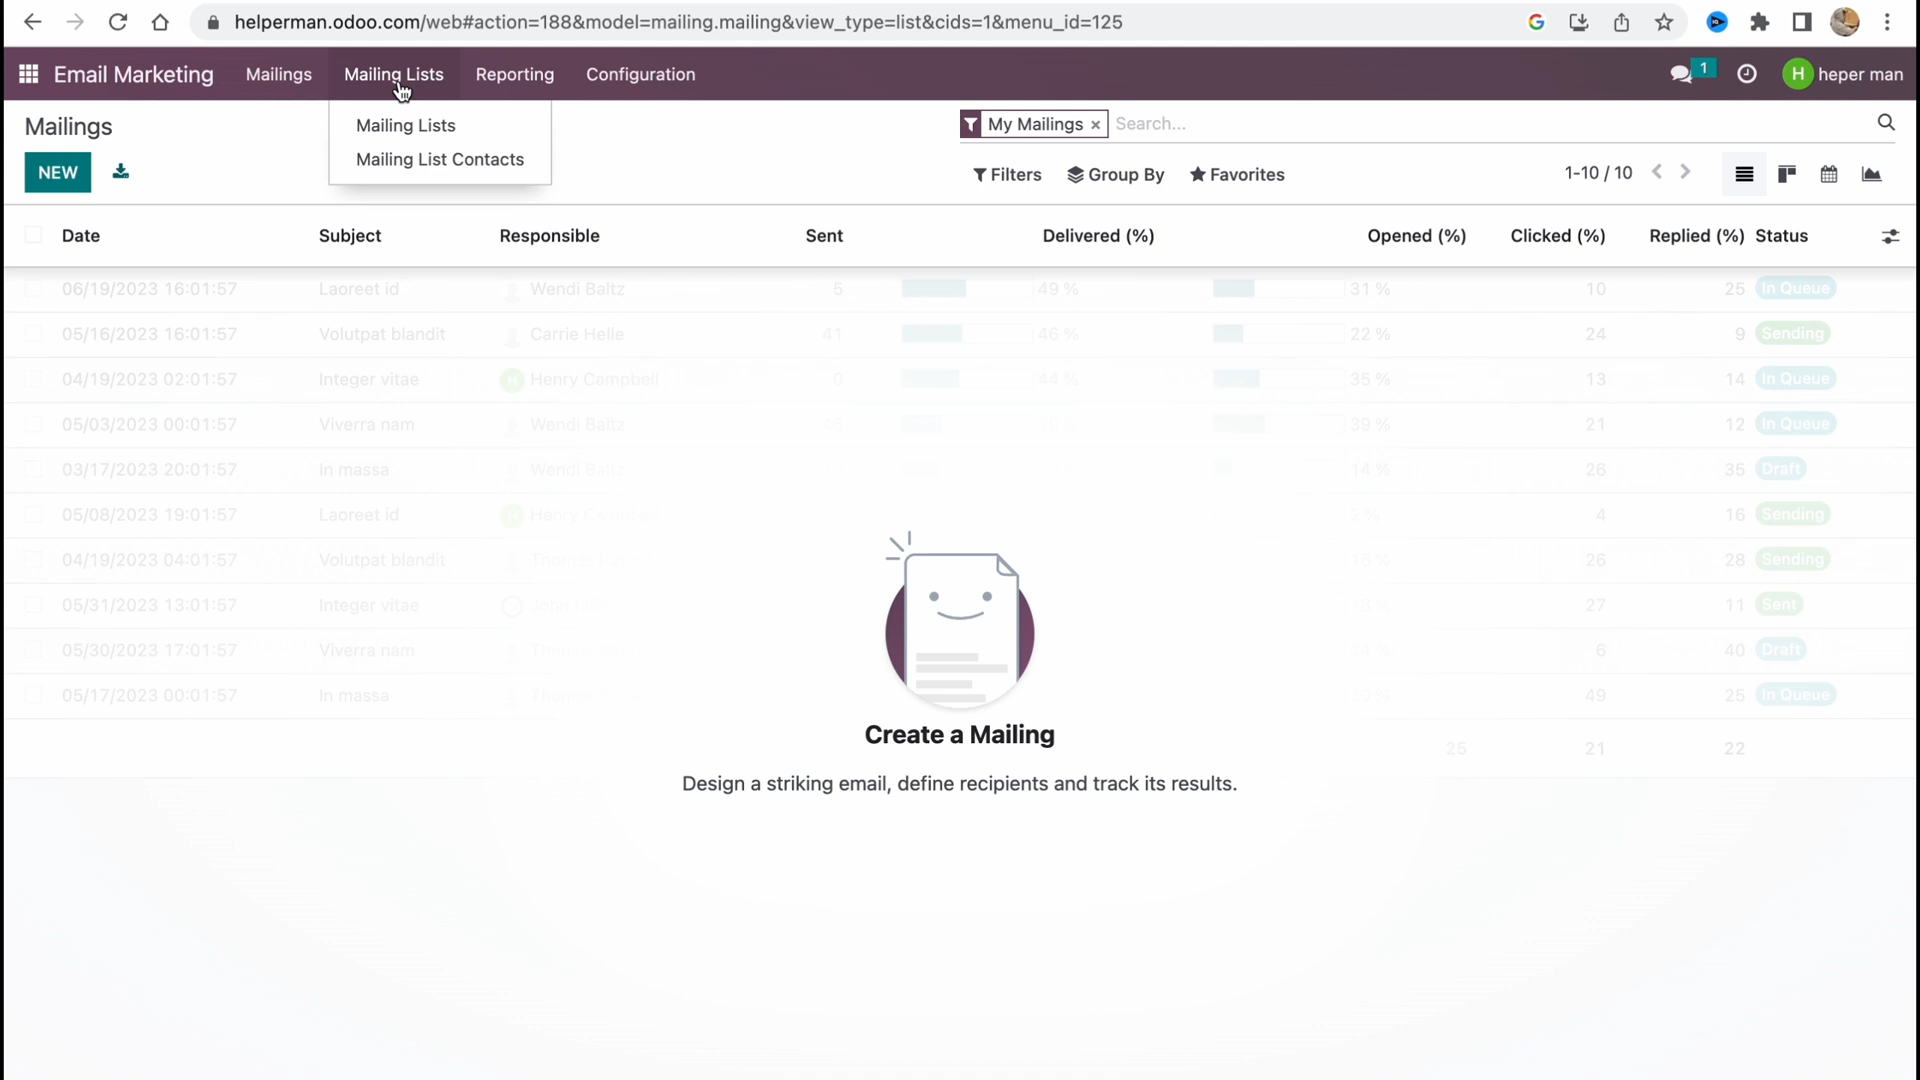 helperman.odoo.com/web#action=188&model=mailing.mailing&view_type=list&cids=1&menu_id=125
Email Marketing Mailings Mailing Lists Reporting Configuration 1 H heper man
Mailings
Mailing Lists
Mailing List Contacts
My Mailings × Search...
NEW
Filters Group By Favorites 1-10 / 10
Date Subject Responsible Sent Delivered (%) Opened (%) Clicked (%) Replied (%) Status
06/19/2023 16:01:57 Laoreet id Wendi Baltz 5 49 % 31 % 10 25 In Queue
05/16/2023 16:01:57 Volutpat blandit Carrie Helle 41 46 % 22 % 24 9 Sending
04/19/2023 02:01:57 Integer vitae Henry Campbell 0 44 % 35 % 13 14 In Queue
05/03/2023 00:01:57 Viverra nam Wendi Baltz 39 % 21 12 In Queue
03/17/2023 20:01:57 In massa Wendi Baltz 14 % 26 35 Draft
05/08/2023 19:01:57 Laoreet id Henry Campbell 4 16 Sending
04/19/2023 04:01:57 Volutpat blandit 26 28 Sending
05/31/2023 13:01:57 Integer vitae 27 11 Sent
05/30/2023 17:01:57 Viverra nam 6 40 Draft
05/17/2023 00:01:57 In massa 49 25 In Queue
25 21 22
Create a Mailing
Design a striking email, define recipients and track its results.